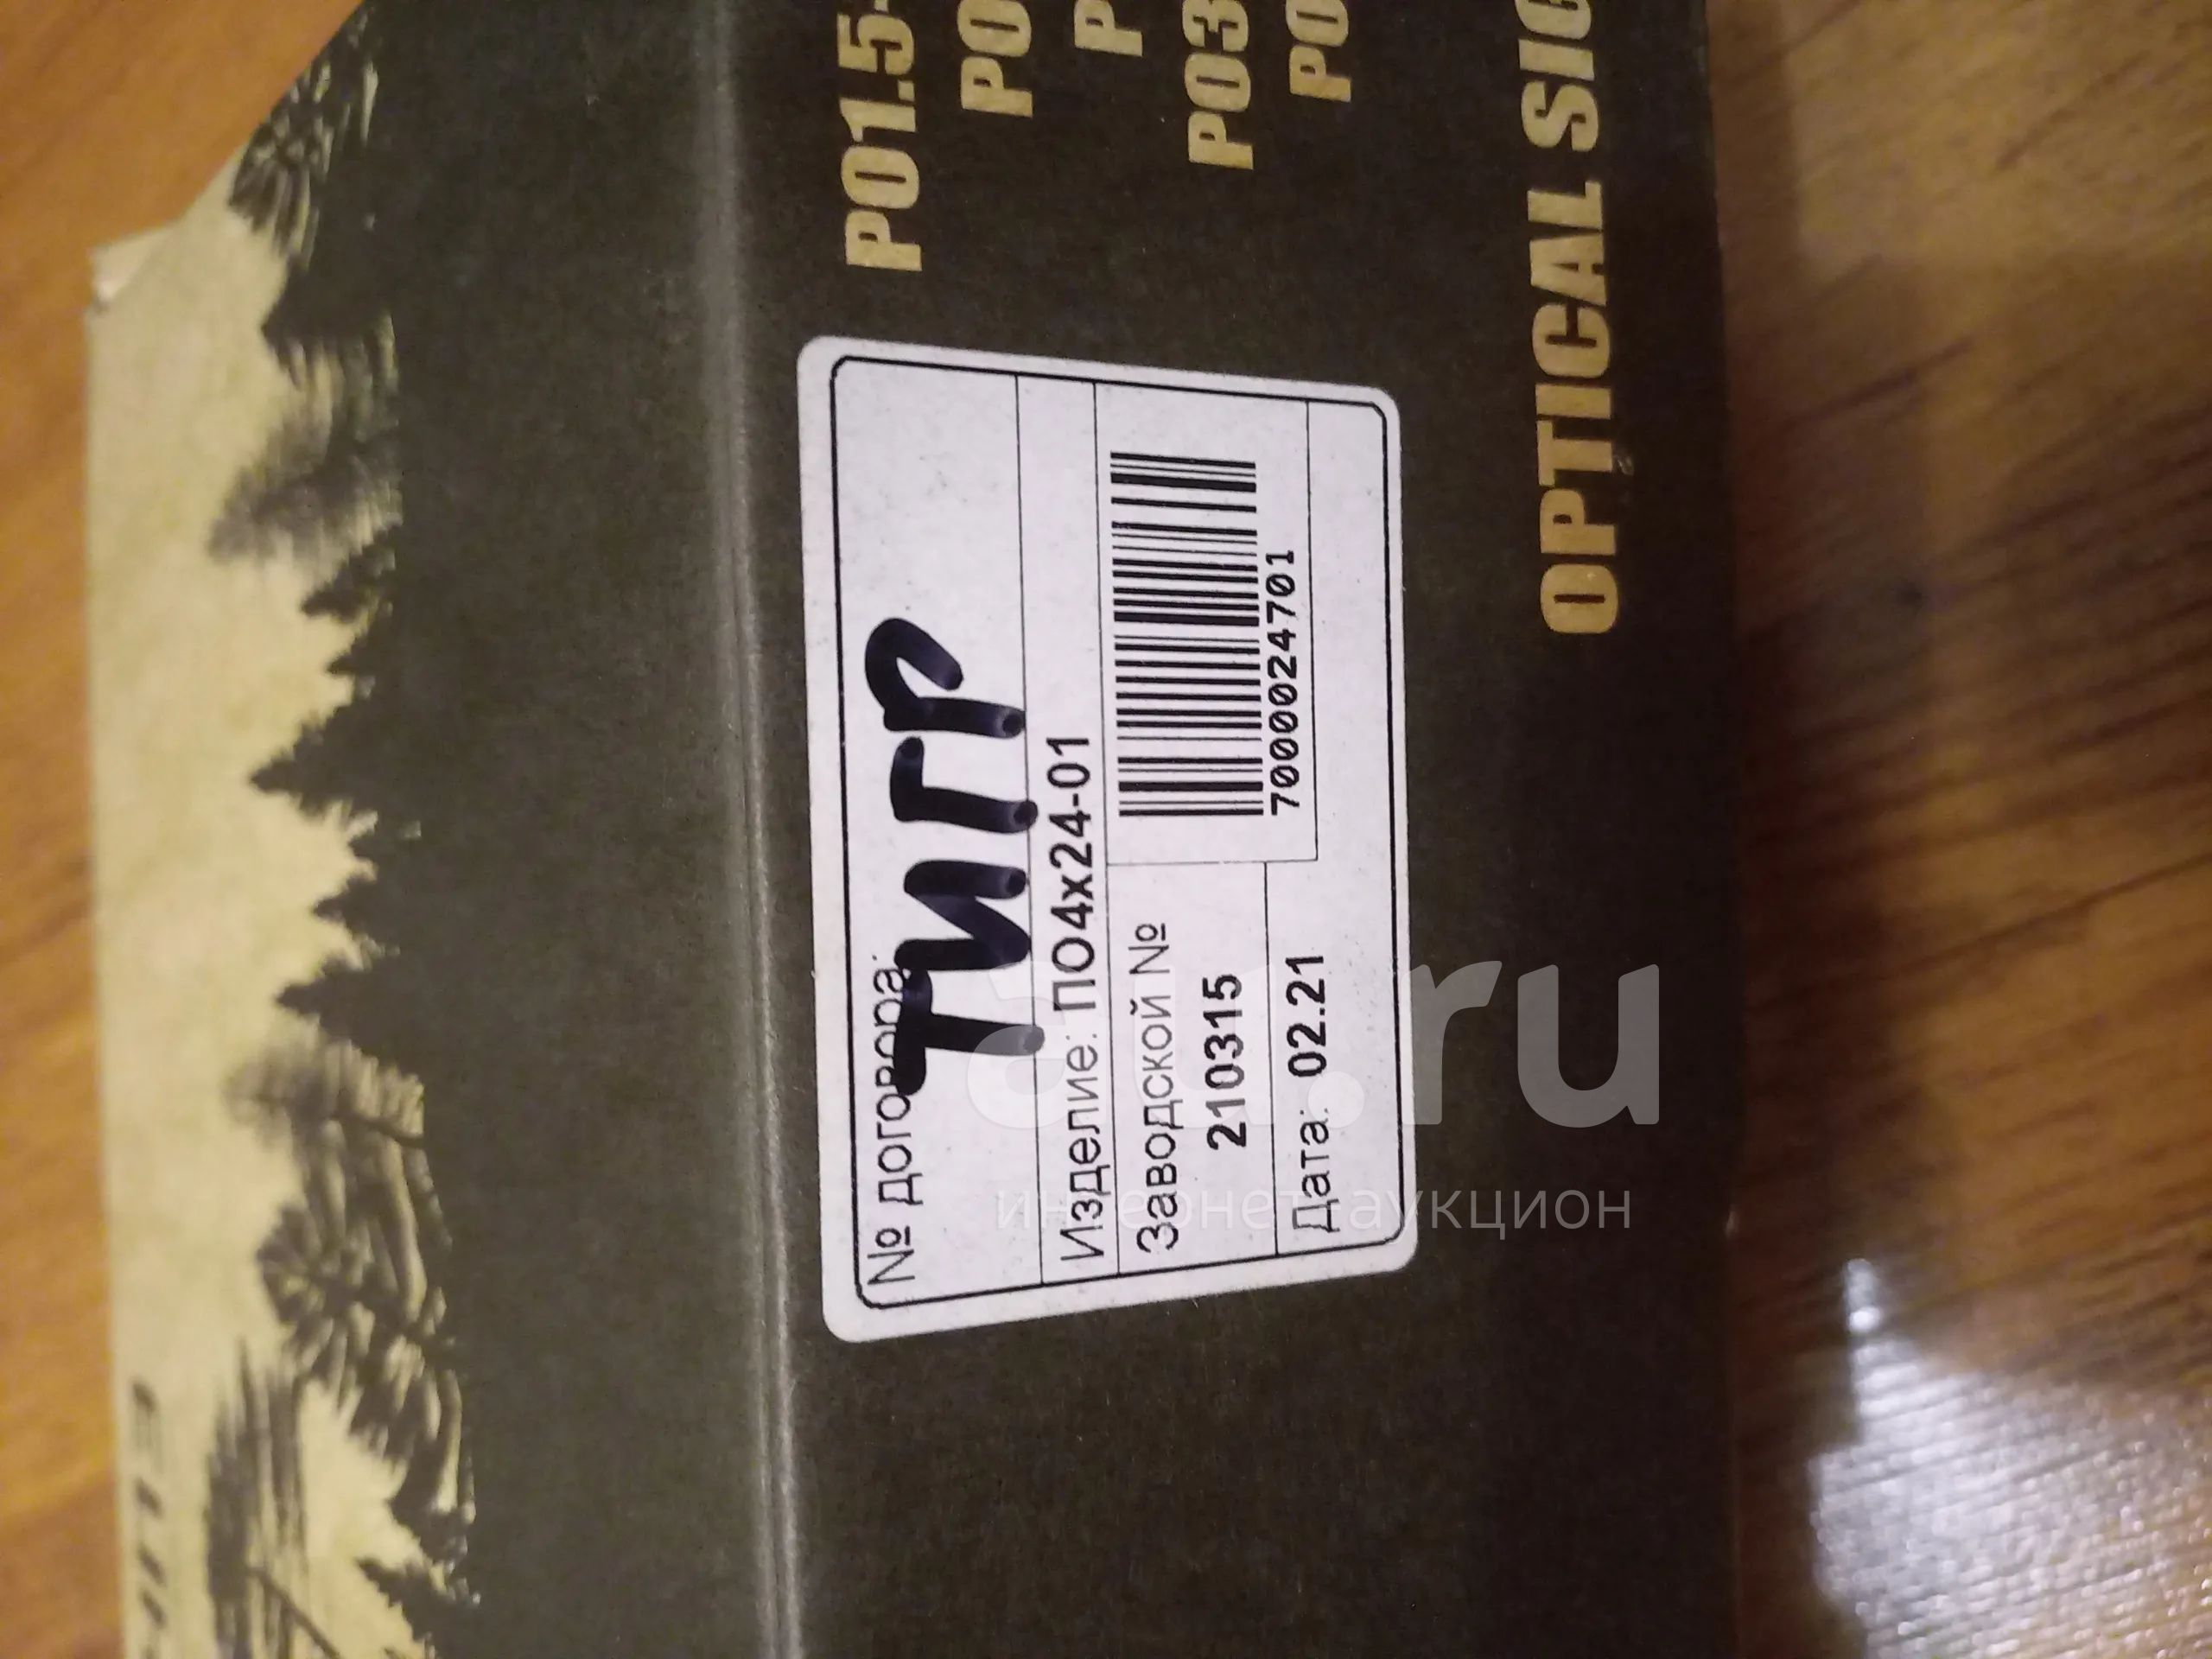 № договора:
ТИГР
Изделие: ПО4х24-01
Заводской №
210315
7000024701
Дата: 02.21
P01.5-
P0
P
P03
P0
OPTICAL SIG
au.ru
интернет аукцион